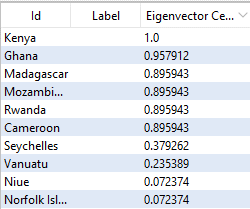 Id Label Eigenvector Ce...
Kenya 1.0
Ghana 0.957912
Madagascar 0.895943
Mozambi... 0.895943
Rwanda 0.895943
Cameroon 0.895943
Seychelles 0.379262
Vanuatu 0.235389
Niue 0.072374
Norfolk Isl... 0.072374